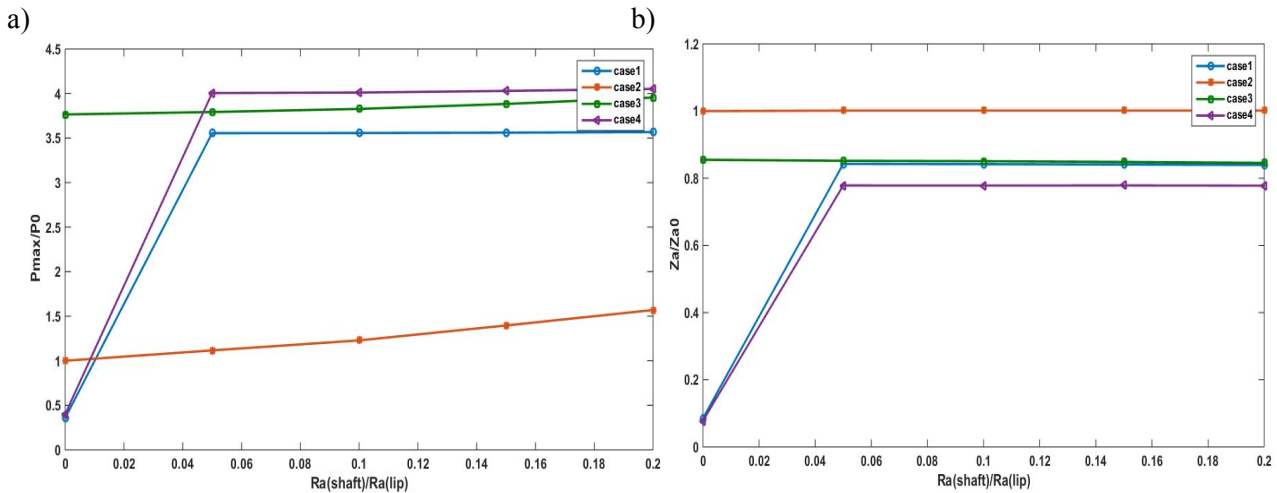 a)
4.5
4
3.5
3
2.5
2
1.5
1
0.5
0
Pmax/P0
case1
case2
case3
case4
0 0.02 0.04 0.06 0.08 0.1 0.12 0.14 0.16 0.18 0.2
Ra(shaft)/Ra(lip)
b)
1.2
1
0.8
0.6
0.4
0.2
0
Za/Za0
case1
case2
case3
case4
0 0.02 0.04 0.06 0.08 0.1 0.12 0.14 0.16 0.18 0.2
Ra(shaft)/Ra(lip)